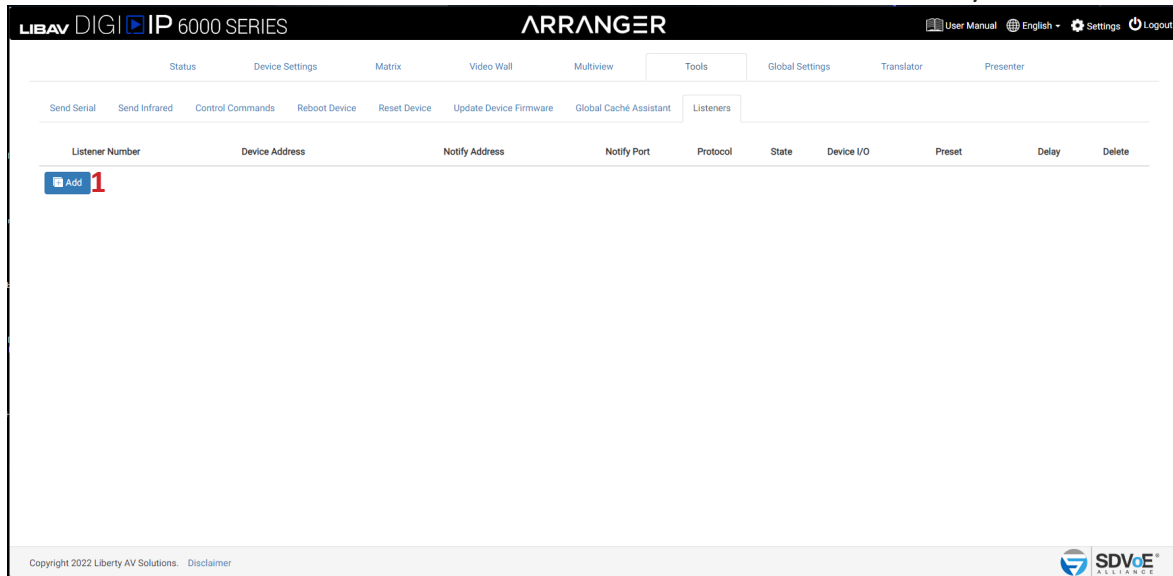 LIBAV DIGI IP 6000 SERIES ARRANGER User Manual English Settings Logout
Status Device Settings Matrix Video Wall Multiview Tools Global Settings Translator Presenter
Send Serial Send Infrared Control Commands Reboot Device Reset Device Update Device Firmware Global Caché Assistant Listeners
Listener Number Device Address Notify Address Notify Port Protocol State Device I/O Preset Delay Delete
Add 1
Copyright 2022 Liberty AV Solutions. Disclaimer SDVoE®
ALLIANCE